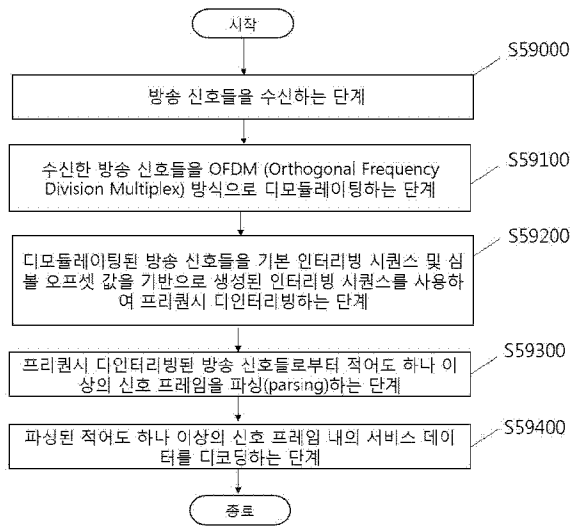 시작
S59000
방송 신호들을 수신하는 단계
S59100
수신한 방송 신호들을 OFDM (Orthogonal Frequency
Division Multiplex) 방식으로 디모듈레이팅하는 단계
S59200
디모듈레이팅된 방송 신호들을 기본 인터리빙 시퀀스 및 심
볼 오프셋 값을 기반으로 생성된 인터리빙 시퀀스를 사용하
여 프리퀀시 디인터리빙하는 단계
S59300
프리퀀시 디인터리빙된 방송 신호들로부터 적어도 하나 이
상의 신호 프레임을 파싱(parsing)하는 단계
S59400
파싱된 적어도 하나 이상의 신호 프레임 내의 서비스 데이
터를 디코딩하는 단계
종료